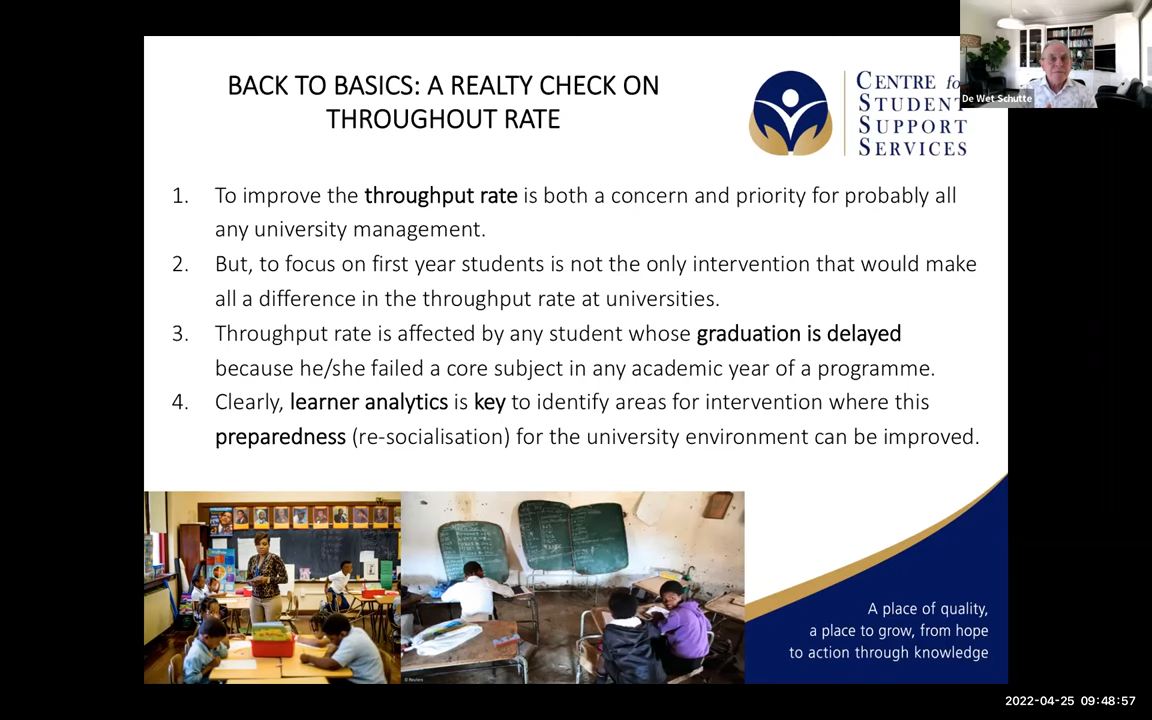 BACK TO BASICS: A REALTY CHECK ON
THROUGHOUT RATE
CENTRE
STUDENT
SUPPORT
SERVICES
De Wet Schutte
1. To improve the throughput rate is both a concern and priority for probably all
any university management.
2. But, to focus on first year students is not the only intervention that would make
all a difference in the throughput rate at universities.
3. Throughput rate is affected by any student whose graduation is delayed
because he/she failed a core subject in any academic year of a programme.
4. Clearly, learner analytics is key to identify areas for intervention where this
preparedness (re-socialisation) for the university environment can be improved.
© Reuters
A place of quality,
a place to grow, from hope
to action through knowledge
2022-04-25 09:48:57